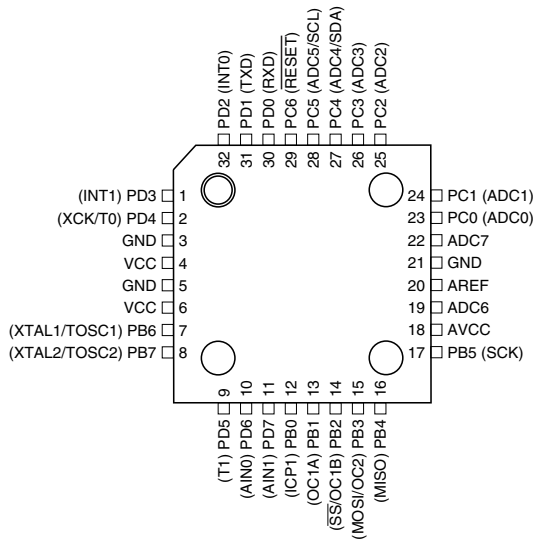 32 PD2 (INT0)
31 PD1 (TXD)
30 PD0 (RXD)
29 PC6 (RESET)
28 PC5 (ADC5/SCL)
27 PC4 (ADC4/SDA)
26 PC3 (ADC3)
25 PC2 (ADC2)
(INT1) PD3 1
(XCK/T0) PD4 2
GND 3
VCC 4
GND 5
VCC 6
(XTAL1/TOSC1) PB6 7
(XTAL2/TOSC2) PB7 8
24 PC1 (ADC1)
23 PC0 (ADC0)
22 ADC7
21 GND
20 AREF
19 ADC6
18 AVCC
17 PB5 (SCK)
(T1) PD5 9
(AIN0) PD6 10
(AIN1) PD7 11
(ICP1) PB0 12
(OC1A) PB1 13
(SS/OC1B) PB2 14
(MOSI/OC2) PB3 15
(MISO) PB4 16